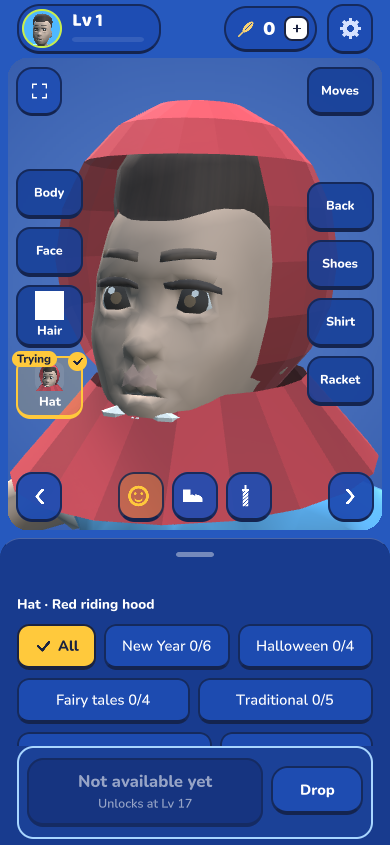 Lv 1
0
+
Moves
Body
Back
Face
Shoes
Hair
Shirt
Trying
Hat
Racket
Hat · Red riding hood
All
New Year 0/6
Halloween 0/4
Fairy tales 0/4
Traditional 0/5
Not available yet
Unlocks at Lv 17
Drop